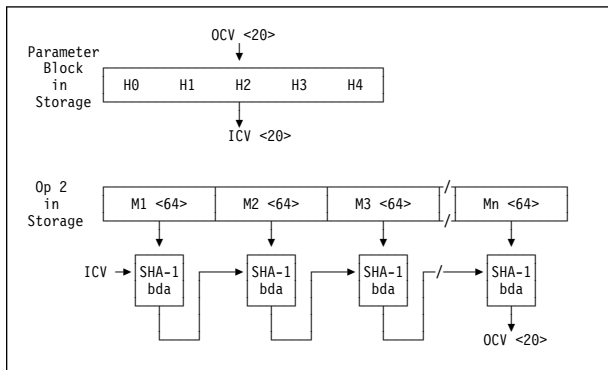 OCV <20>
Parameter
Block
in
Storage
H0 H1 H2 H3 H4
ICV <20>
Op 2
in
Storage
M1 <64> M2 <64> M3 <64> / / Mn <64>
ICV SHA-1 bda SHA-1 bda SHA-1 bda / SHA-1 bda
OCV <20>